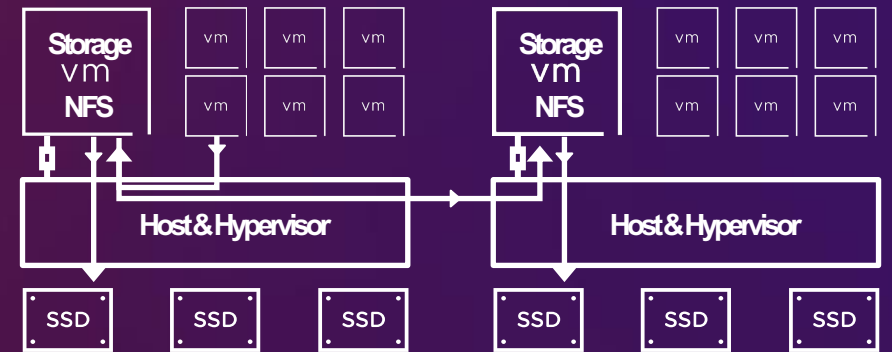 Storage
vm
NFS
vm vm vm
vm vm vm
Host & Hypervisor
SSD SSD SSD
Storage
vm
NFS
vm vm vm
vm vm vm
Host & Hypervisor
SSD SSD SSD